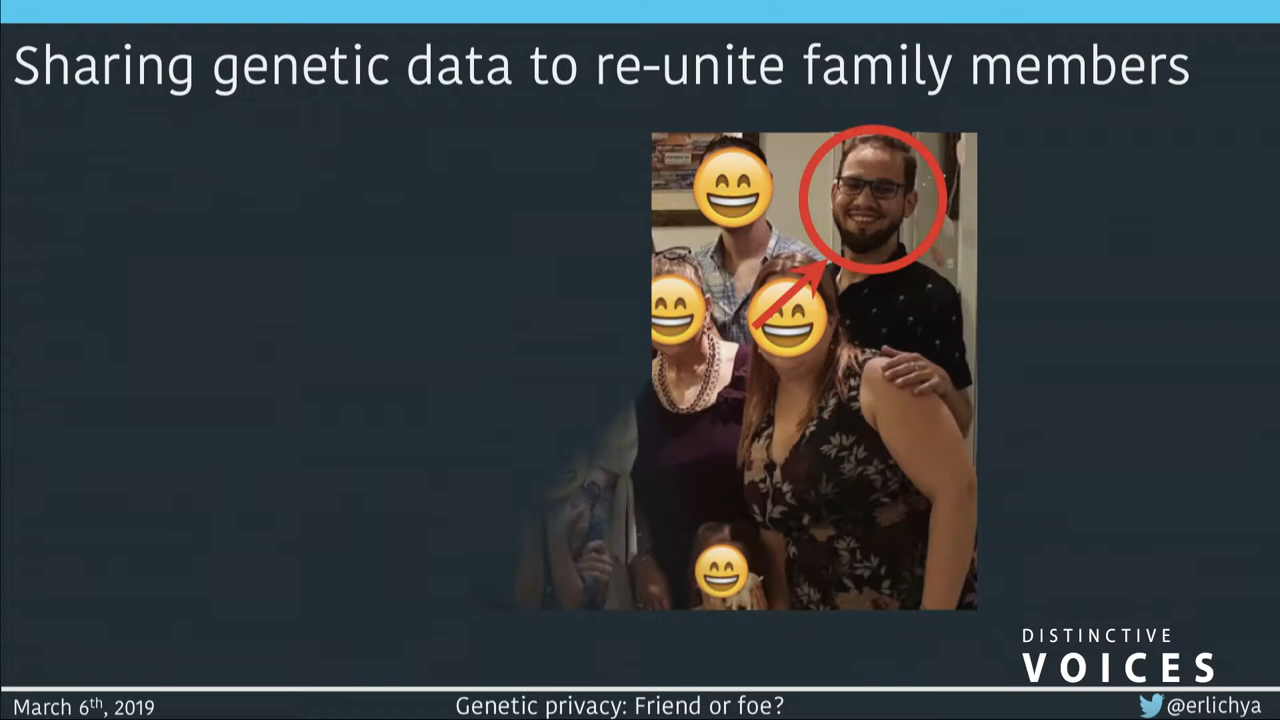 Sharing genetic data to re-unite family members
DISTINCTIVE
VOICES
March 6th, 2019
Genetic privacy: Friend or foe?
@erlichya